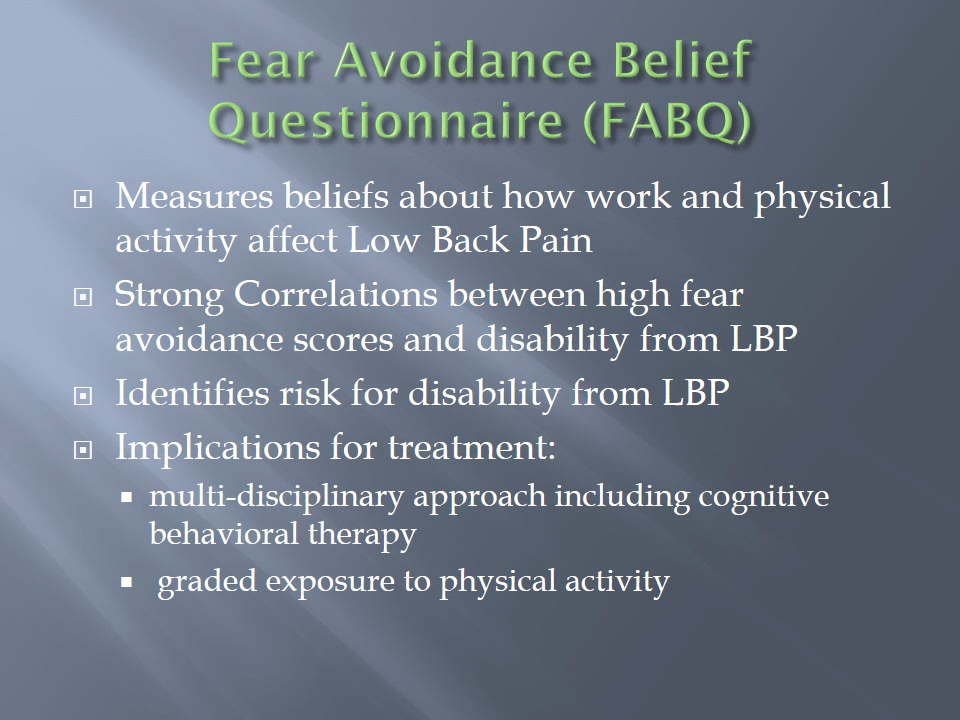 Fear Avoidance Belief
Questionnaire (FABQ)
Measures beliefs about how work and physical
activity affect Low Back Pain
Strong Correlations between high fear
avoidance scores and disability from LBP
Identifies risk for disability from LBP
Implications for treatment:
multi-disciplinary approach including cognitive
behavioral therapy
graded exposure to physical activity